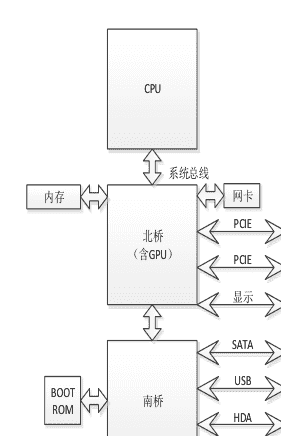 CPU
系统总线
内存
网卡
北桥
（含GPU）
PCIE
PCIE
显示
SATA
BOOT
ROM
南桥
USB
HDA